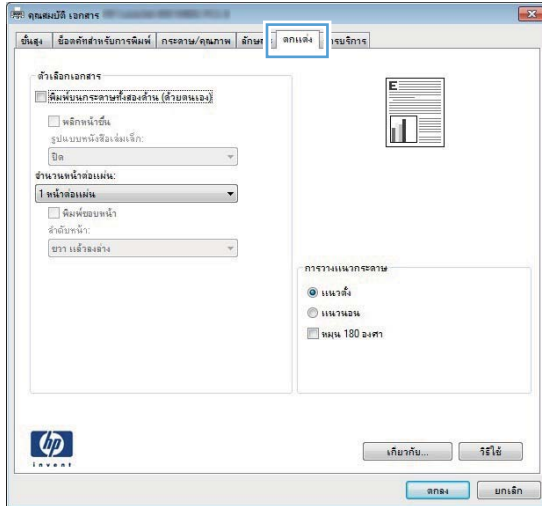 คุณสมบัติ เอกสาร
ขั้นสูง ช็อตคัทสำหรับการพิมพ์ กระดาษ/คุณภาพ ลักษณ ตกแต่ง ารบริการ
ตัวเลือกเอกสาร
พิมพ์บนกระดาษทั้งสองด้าน (ด้วยตนเอง)
พลิกหน้าขึ้น
รูปแบบหนังสือเล่มเล็ก:
ปิด
จำนวนหน้าต่อแผ่น:
1 หน้าต่อแผ่น
พิมพ์ขอบหน้า
ลำดับหน้า:
ขวา แล้วลงล่าง
E
การวางแนวกระดาษ
แนวตั้ง
แนวนอน
หมุน 180 องศา
hp
invent
เกี่ยวกับ... วิธีใช้
ตกลง ยกเลิก